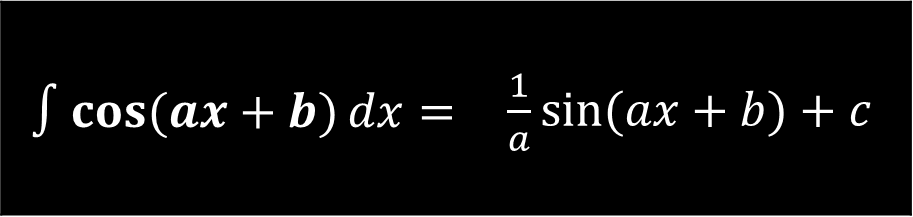 ∫ cos(ax + b) dx = 1/a sin(ax + b) + c